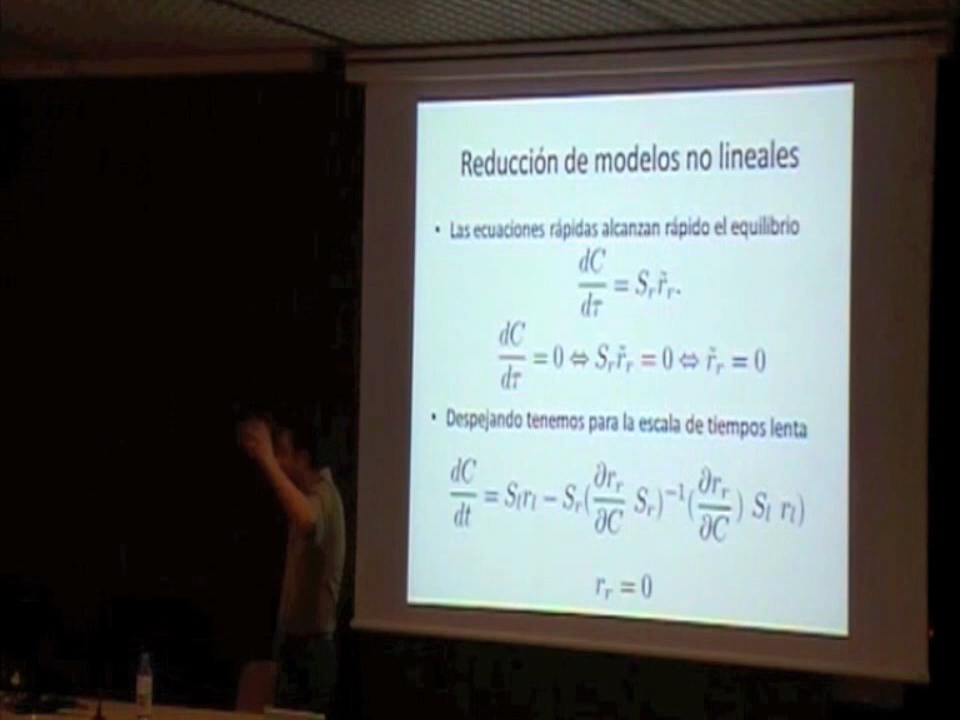 Reducción de modelos no lineales
• Las ecuaciones rápidas alcanzan rápido el equilibrio
dC/dτ = S_r r̃_r.
dC/dτ = 0 ⇔ S_r r̃_r = 0 ⇔ r̃_r = 0
• Despejando tenemos para la escala de tiempos lenta
dC/dt = S_l r_l − S_r(∂r_r/∂C S_r)^−1(∂r_r/∂C) S_l r_l)
r_r = 0